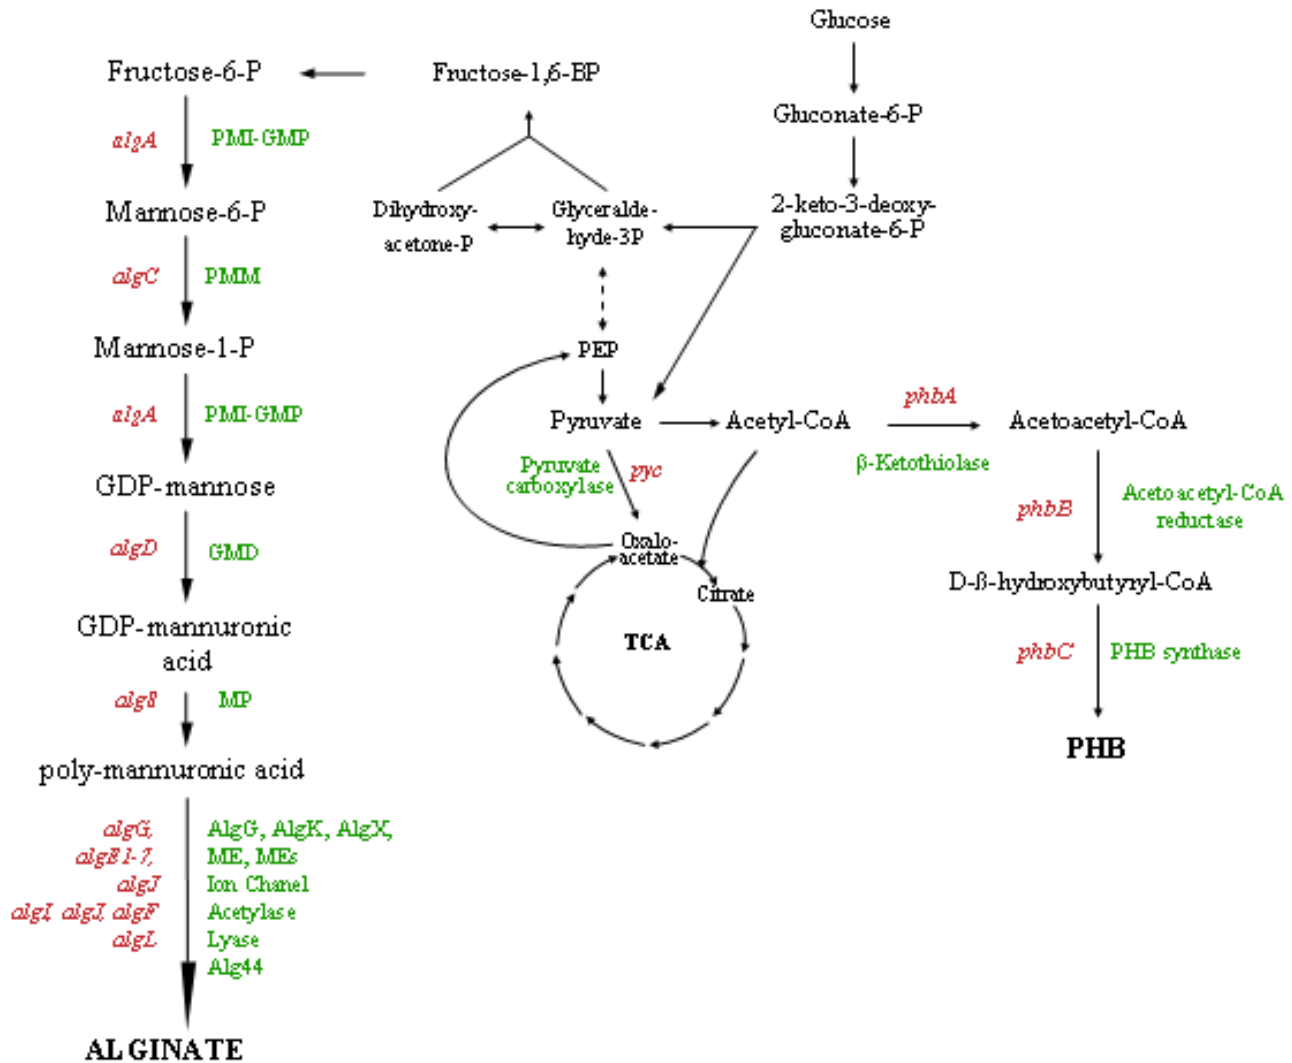 Glucose
Fructose-6-P
Fructose-1,6-BP
Gluconate-6-P
algA
PMI-GMP
Mannose-6-P
Dihydroxy-
acetone-P
Glyceralde-
hyde-3P
2-keto-3-deoxy-
gluconate-6-P
algC
PMM
Mannose-1-P
PEP
algA
PMI-GMP
Pyruvate
Acetyl-CoA
phbA
Acetoacetyl-CoA
Pyruvate
carboxylase
pyc
β-Ketothiolase
GDP-mannose
phbB
Acetoacetyl-CoA
reductase
algD
GMD
Oxalo-
acetate
Citrate
D-ß-hydroxybutyryl-CoA
GDP-mannuronic
acid
TCA
phbC
PHB synthase
alg8
MP
PHB
poly-mannuronic acid
algG,
AlgG, AlgK, AlgX,
algE1-7,
ME, MEs
algJ
Ion Chanel
algI, algJ, algF
Acetylase
algL
Lyase
Alg44
ALGINATE